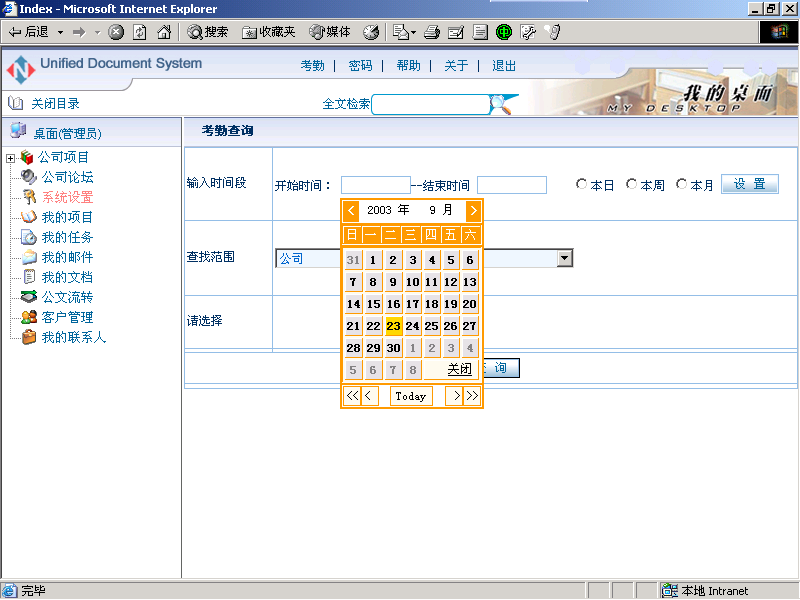 Index - Microsoft Internet Explorer
后退 搜索 收藏夹 媒体
Unified Document System
考勤 | 密码 | 帮助 | 关于 | 退出
关闭目录
全文检索
我的桌面
MY DESKTOP
桌面(管理员)
公司项目
公司论坛
系统设置
我的项目
我的任务
我的邮件
我的文档
公文流转
客户管理
我的联系人
考勤查询
输入时间段
开始时间： --结束时间
本日 本周 本月 设 置
< 2003 年 9 月 >
日 一 二 三 四 五 六
31 1 2 3 4 5 6
7 8 9 10 11 12 13
14 15 16 17 18 19 20
21 22 23 24 25 26 27
28 29 30 1 2 3 4
5 6 7 8 关闭
<< < Today > >>
查找范围
公司
请选择
询
完毕
本地 Intranet